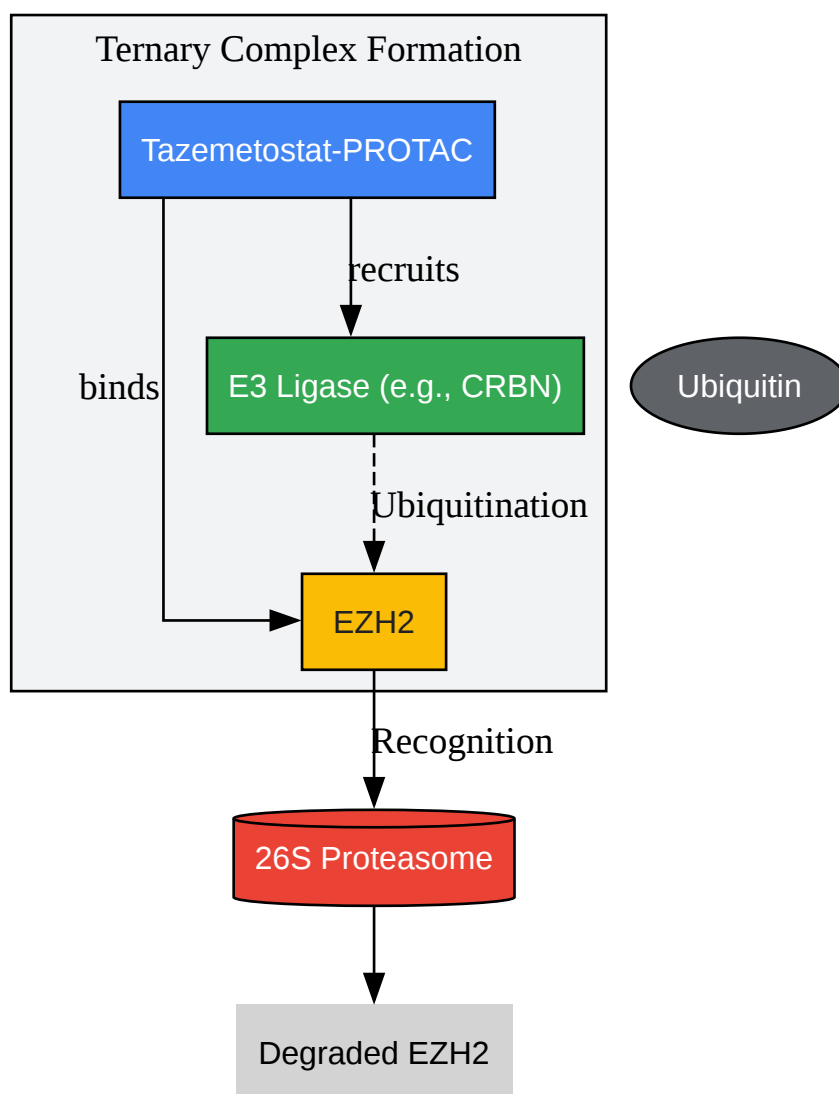 Ternary Complex Formation
Tazemetostat-PROTAC
recruits
binds
E3 Ligase (e.g., CRBN)
Ubiquitin
Ubiquitination
EZH2
Recognition
26S Proteasome
Degraded EZH2